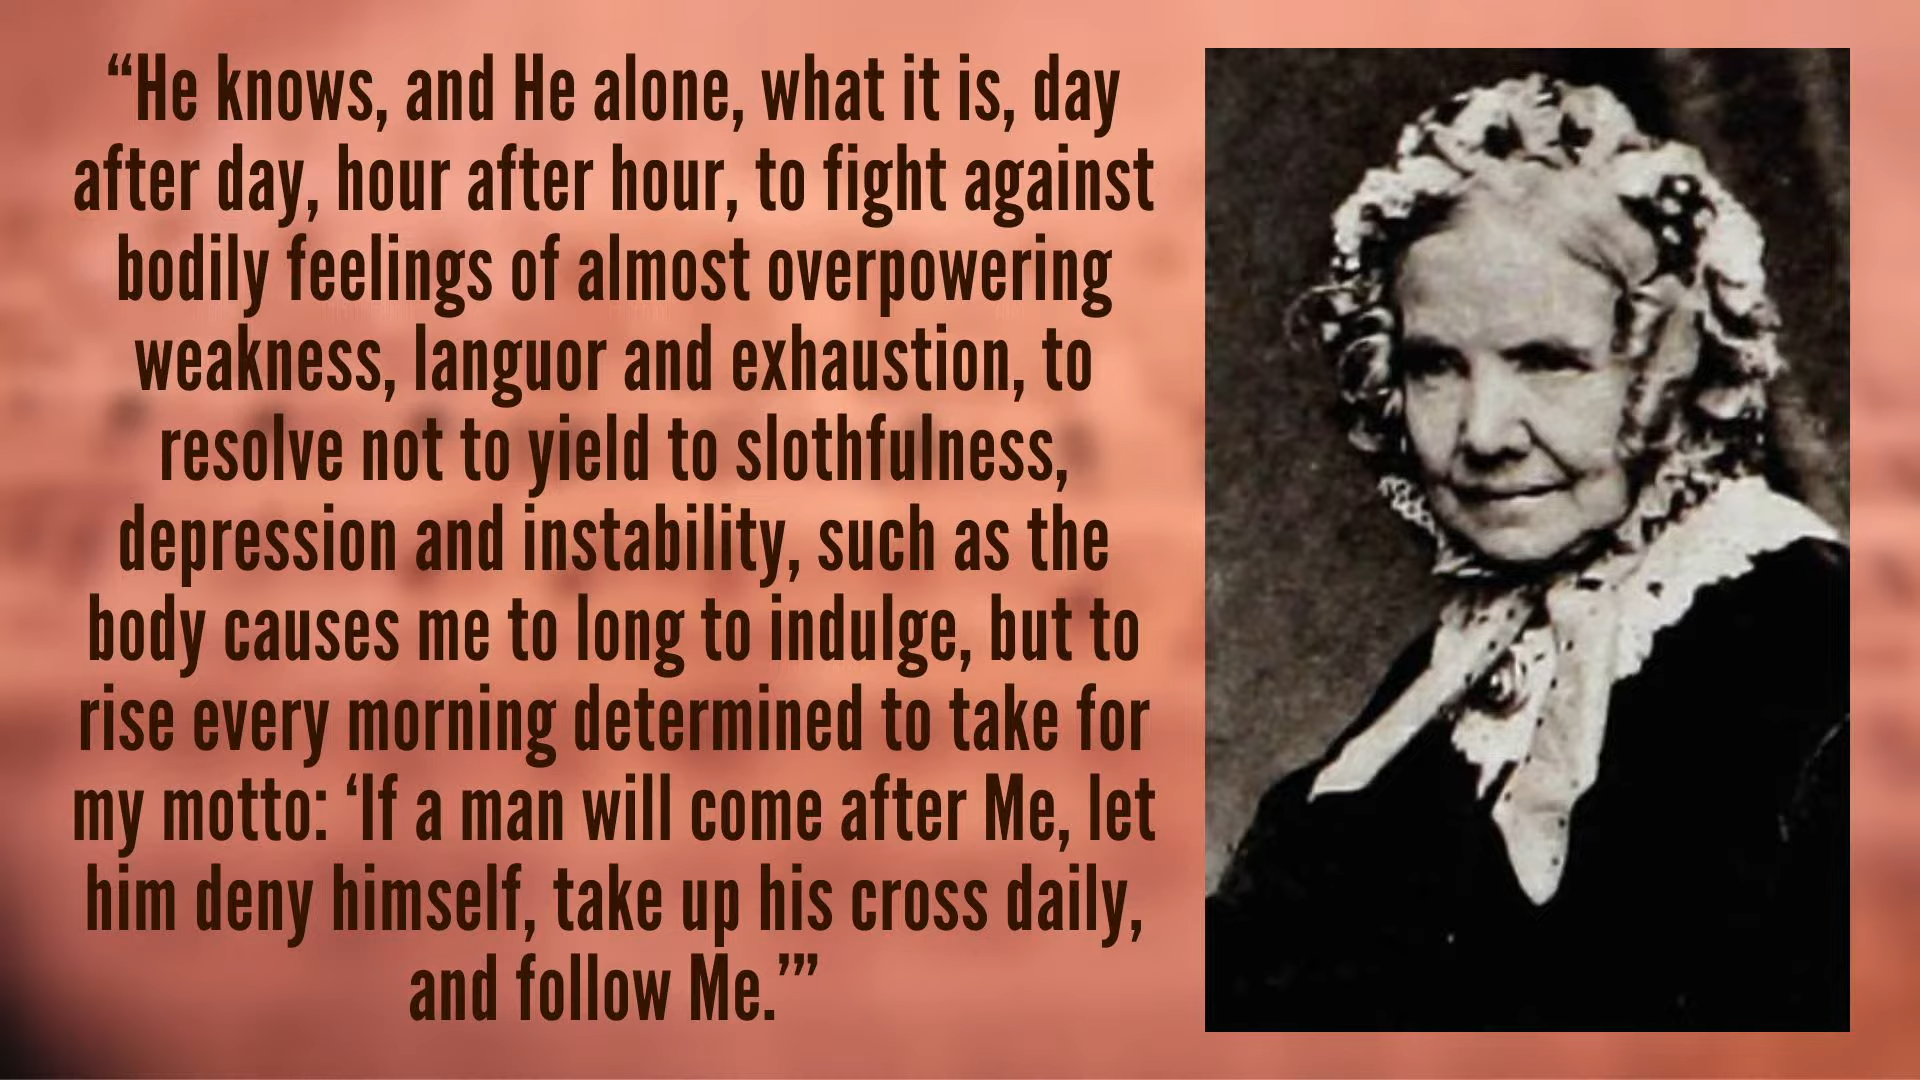 “He knows, and He alone, what it is, day
after day, hour after hour, to fight against
bodily feelings of almost overpowering
weakness, languor and exhaustion, to
resolve not to yield to slothfulness,
depression and instability, such as the
body causes me to long to indulge, but to
rise every morning determined to take for
my motto: ‘If a man will come after Me, let
him deny himself, take up his cross daily,
and follow Me.’”